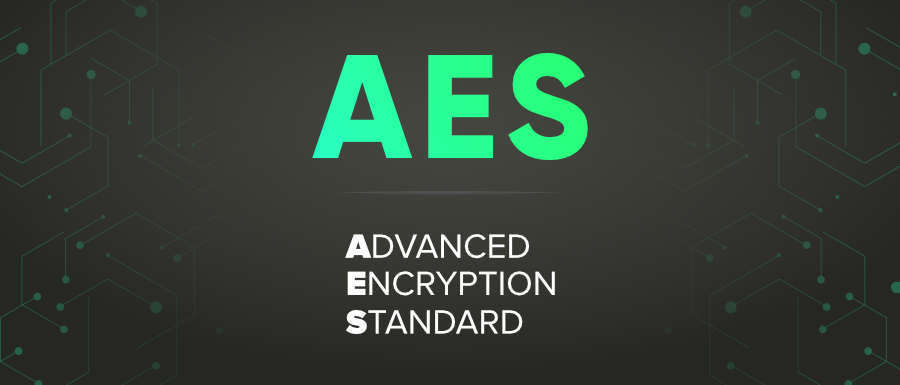 AES
ADVANCED
ENCRYPTION
STANDARD